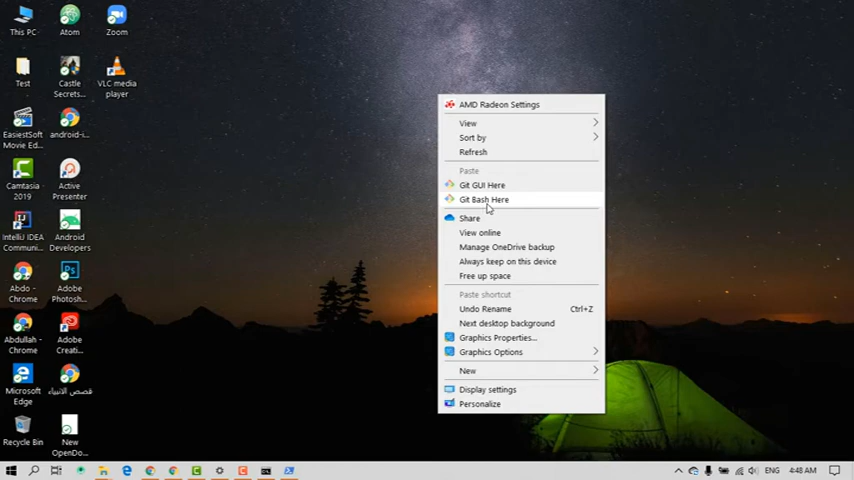 This PC
Atom
Zoom
Test
Castle
Secrets...
VLC media
player
EasiestSoft
Movie Ed...
android-i...
Camtasia
2019
Active
Presenter
IntelliJ IDEA
Communi...
Android
Developers
Abdo -
Chrome
Adobe
Photosh...
Abdullah -
Chrome
Adobe
Creati...
Microsoft
Edge
قصص الانبياء
Recycle Bin
New
OpenDo...
AMD Radeon Settings
View
Sort by
Refresh
Paste
Git GUI Here
Git Bash Here
Share
View online
Manage OneDrive backup
Always keep on this device
Free up space
Paste shortcut
Undo Rename Ctrl+Z
Next desktop background
Graphics Properties...
Graphics Options
New
Display settings
Personalize
ENG
4:48 AM